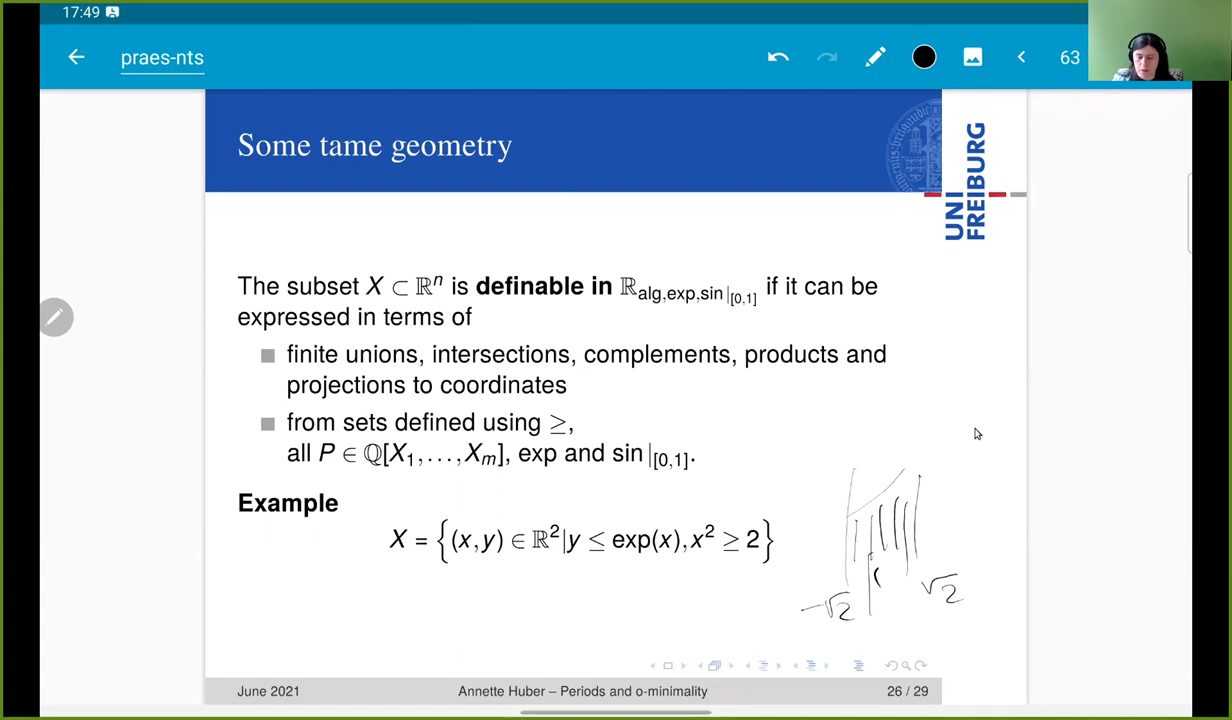 17:49
praes-nts
63
Some tame geometry
UNI
FREIBURG
The subset X ⊂ ℝⁿ is definable in ℝ_alg,exp,sin|[0,1] if it can be
expressed in terms of
finite unions, intersections, complements, products and
projections to coordinates
from sets defined using ≥,
all P ∈ ℚ[X₁,…,Xₘ], exp and sin|[0,1].
Example
X = {(x,y) ∈ ℝ²|y ≤ exp(x), x² ≥ 2}
-√2
√2
June 2021
Annette Huber – Periods and o-minimality
26 / 29